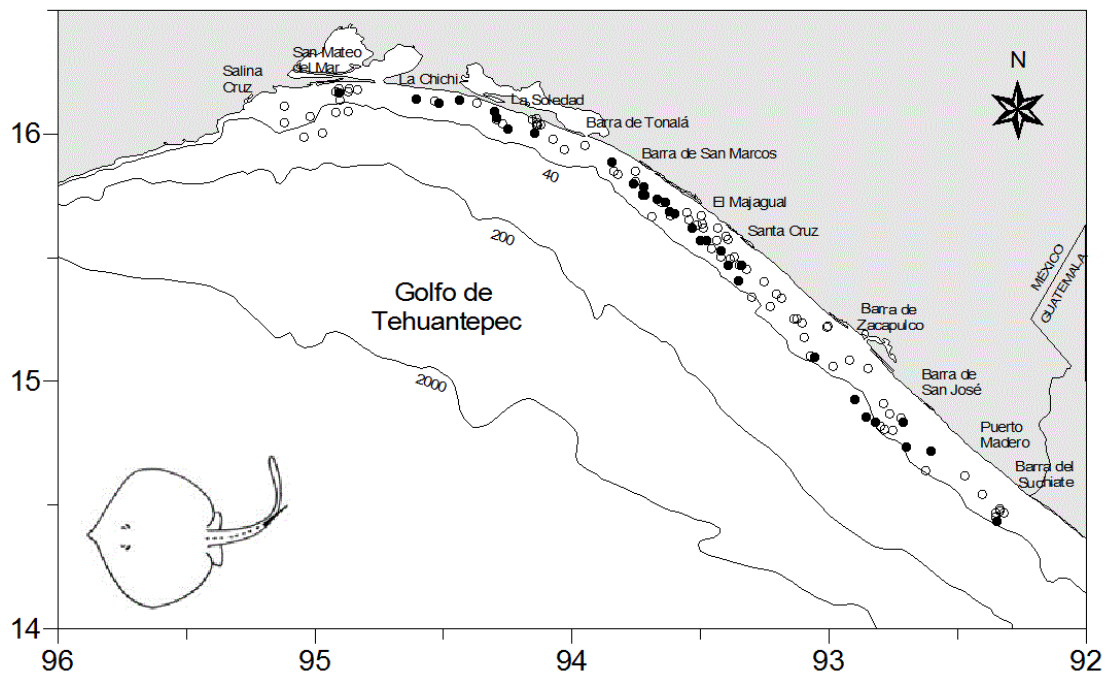 San Mateo
del Mar
Salina
Cruz
La Chichi
La Soledad
Barra de Tonalá
Barra de San Marcos
El Majagual
Santa Cruz
Barra de
Zacapulco
Barra de
San José
Puerto
Madero
Barra del
Suchiate
MÉXICO
GUATEMALA
N
40
200
2000
Golfo de
Tehuantepec
16
15
14
96
95
94
93
92